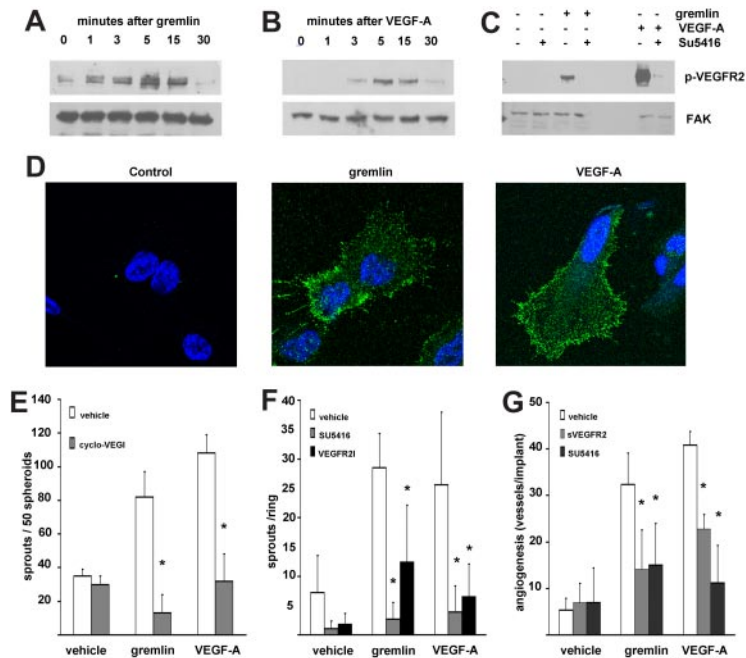 A
minutes after gremlin
0 1 3 5 15 30
B
minutes after VEGF-A
0 1 3 5 15 30
C
- - + + - - gremlin
- - - - + + VEGF-A
- + - + - + Su5416
p-VEGFR2
FAK
D
Control
gremlin
VEGF-A
E
vehicle
cyclo-VEGI
sprouts / 50 spheroids
140
120
100
80
60
40
20
*
*
vehicle gremlin VEGF-A
F
vehicle
SU5416
VEGFR2I
sprouts /ring
40
35
30
25
20
15
10
5
*
*
*
*
vehicle gremlin VEGF-A
G
vehicle
sVEGFR2
SU5416
angiogenesis (vessels/implant)
50
40
30
20
10
*
*
*
*
vehicle gremlin VEGF-A